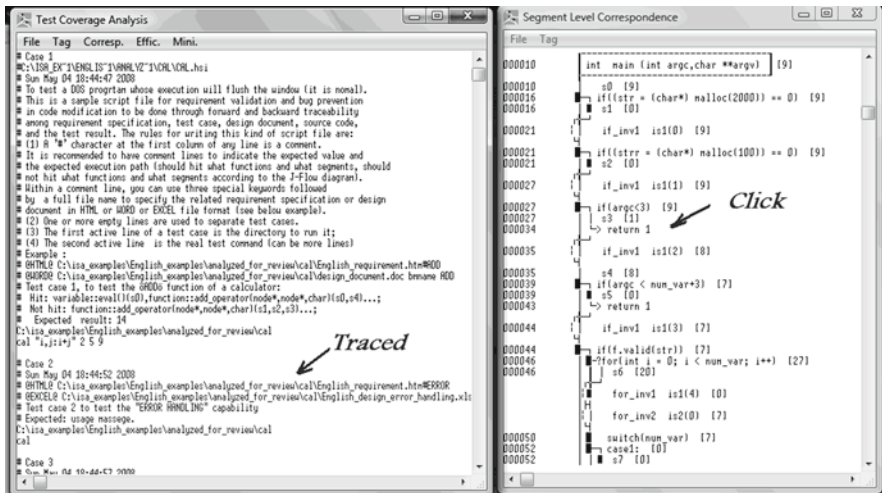 Test Coverage Analysis
File Tag Corresp. Effic. Mini.
# Case 1
#C:\ISA_EX~1\ENGLIS~1\ANALYZ~1\CAL\CAL.hsi
# Sun May 04 18:44:47 2008
# To test a DOS progrtam whose execution will flush the window (it is nomal).
# This is a sample script file for requirement validation and bug prevention
# in code modification to be done through forward and backward traceability
# among requirement specification, test case, design document, source code,
# and the test result. The rules for writing this kind of script file are:
# (1) A '#' character at the first column of any line is a comment.
# It is recommended to have comment lines to indicate the expected value and
# the expected execution path (should hit what functions and what segments, should
# not hit what functions and what segments according to the J-Flow diagram).
# Within a comment line, you can use three special keywords followed
# by a full file name to specify the related requirement specification or design
# document in HTML or WORD or EXCEL file format (see below example).
# (2) One or more empty lines are used to separate test cases.
# (3) The first active line of a test case is the directory to run it;
# (4) The second active line is the real test command (can be more lines)
# Example :
# @HTML@ C:\isa_examples\English_examples\analyzed_for_review\cal\English_requirement.htm#ADD
# @WORD@ C:\isa_examples\English_examples\analyzed_for_review\cal\design_document.doc bmname ADD
# Test case 1, to test the öADDö function of a calculator:
# Hit: variable::eval()(s0),function::add_operator(node*,node*,char)(s0,s4)...;
# Not hit: function::add_operator(node*,node*,char)(s1,s2,s3)...;
# Expected result: 14
C:\isa_examples\English_examples\analyzed_for_review\cal
cal "i,j:i+j" 2 5 9
Traced
# Case 2
# Sun May 04 18:44:52 2008
# @HTML@ C:\isa_examples\English_examples\analyzed_for_review\cal\English_requirement.htm#ERROR
# @EXCEL@ C:\isa_examples\English_examples\analyzed_for_review\cal\English_design_error_handling.xls
# Test case 2 to test the "ERROR HANDLING" capability
# Expected: usage massege.
C:\isa_examples\English_examples\analyzed_for_review\cal
cal
# Case 3
# Sun May 04 18:44:57 2008
Segment Level Correspondence
File Tag
000010 int main (int argc,char **argv) [9]
000010 s0 [9]
000016 if((str = (char*) malloc(2000)) == 0) [9]
000016 s1 [0]
000021 if_inv1 is1(0) [9]
000021 if((strr = (char*) malloc(100)) == 0) [9]
000021 s2 [0]
000027 if_inv1 is1(1) [9]
000027 if(argc<3) [9]
000027 s3 [1]
Click
000034 return 1
000035 if_inv1 is1(2) [8]
000035 s4 [8]
000039 if(argc < num_var+3) [7]
000039 s5 [0]
000043 return 1
000044 if_inv1 is1(3) [7]
000044 if(f.valid(str)) [7]
000046 ?for(int i = 0; i < num_var; i++) [27]
000046 s6 [20]
for_inv1 is1(4) [0]
for_inv2 is2(0) [7]
000050 switch(num_var) [7]
000052 case1: [0]
000052 s7 [0]